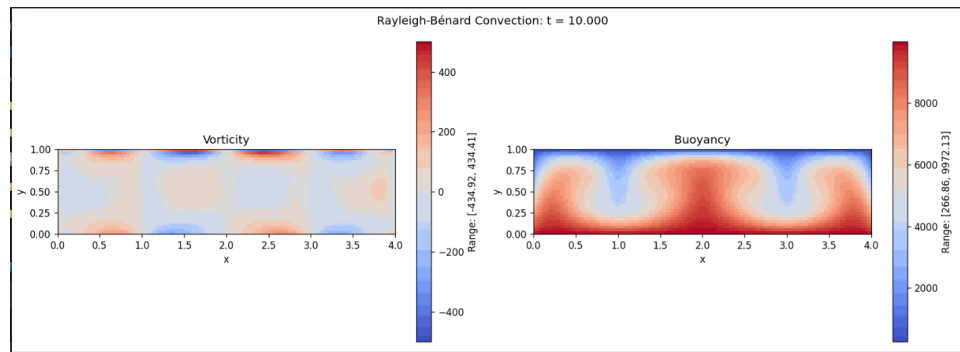 Rayleigh-Bénard Convection: t = 10.000
Vorticity
1.00
0.75
0.50
0.25
0.00
y
0.0 0.5 1.0 1.5 2.0 2.5 3.0 3.5 4.0
x
400
200
0
−200
−400
Range: [-434.92, 434.41]
Buoyancy
1.00
0.75
0.50
0.25
0.00
y
0.0 0.5 1.0 1.5 2.0 2.5 3.0 3.5 4.0
x
8000
6000
4000
2000
Range: [266.86, 9972.13]